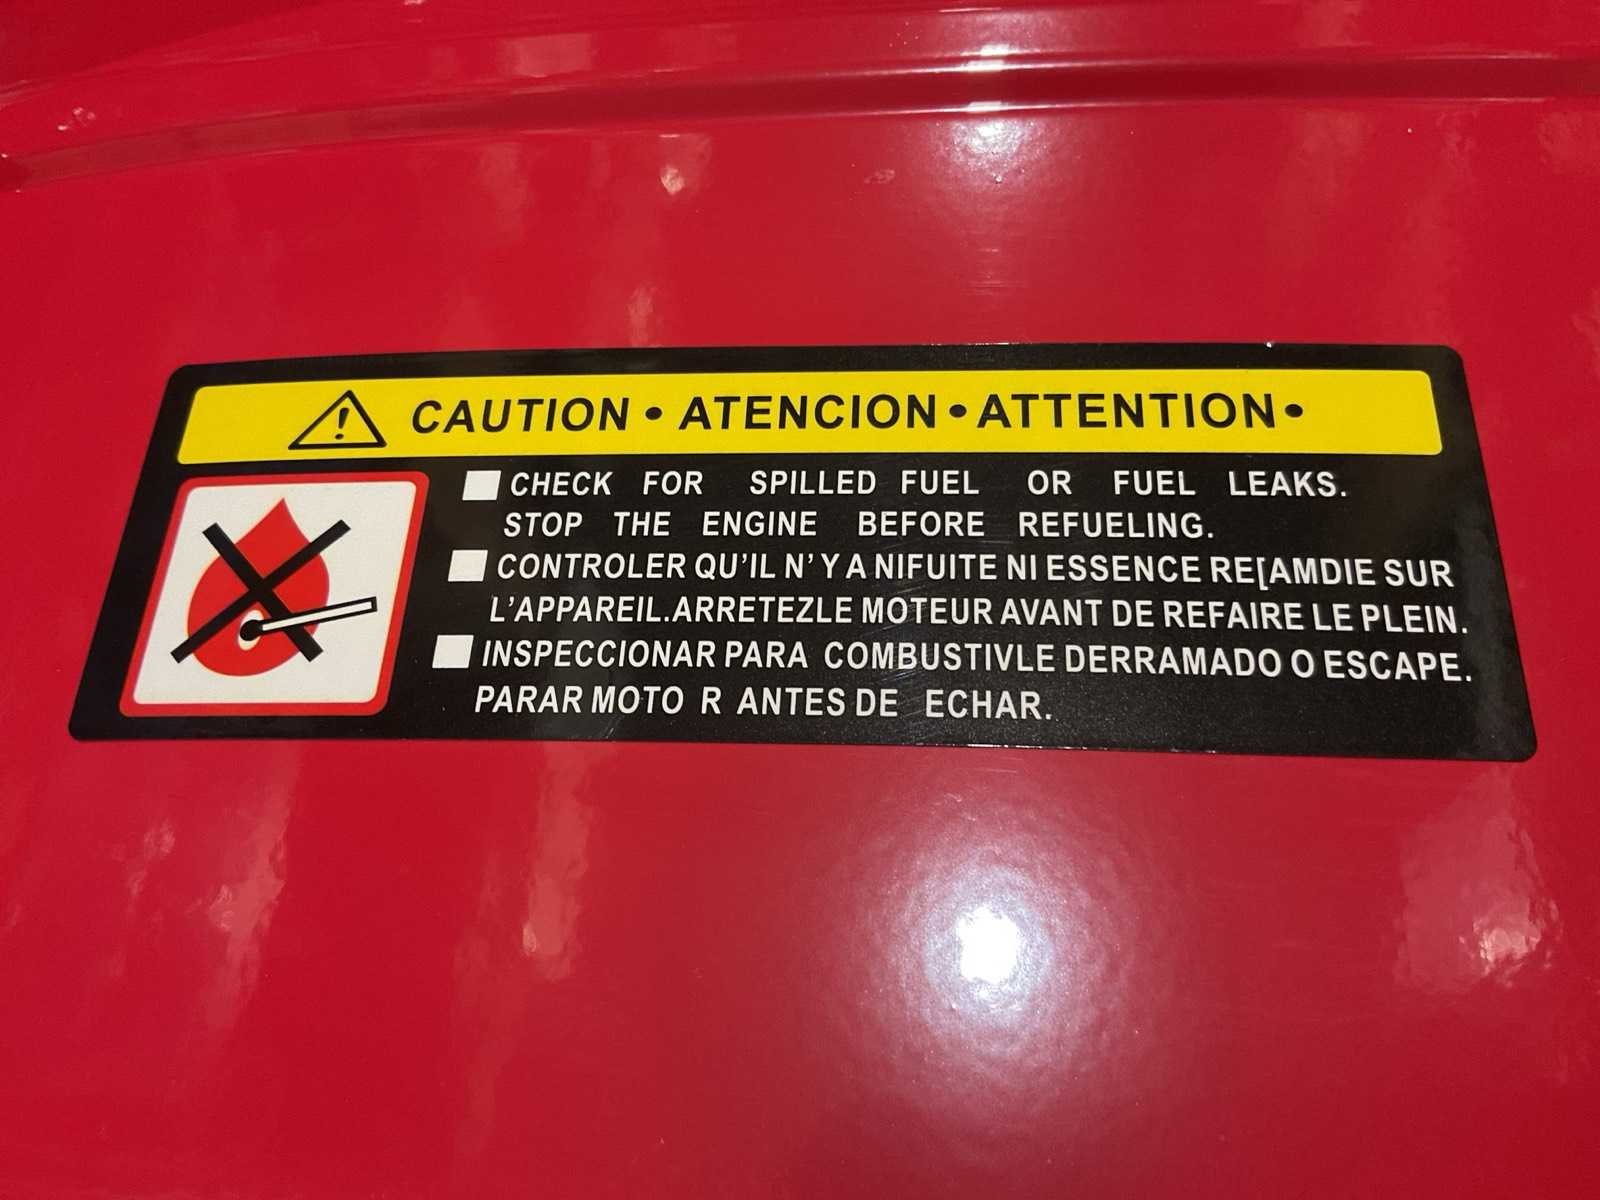 CAUTION • ATENCION • ATTENTION •
CHECK FOR SPILLED FUEL OR FUEL LEAKS.
STOP THE ENGINE BEFORE REFUELING.
CONTROLER QU'IL N' Y A NIFUITE NI ESSENCE RE[AMDIE SUR
L'APPAREIL.ARRETEZLE MOTEUR AVANT DE REFAIRE LE PLEIN.
INSPECCIONAR PARA COMBUSTIVLE DERRAMADO O ESCAPE.
PARAR MOTO R ANTES DE ECHAR.